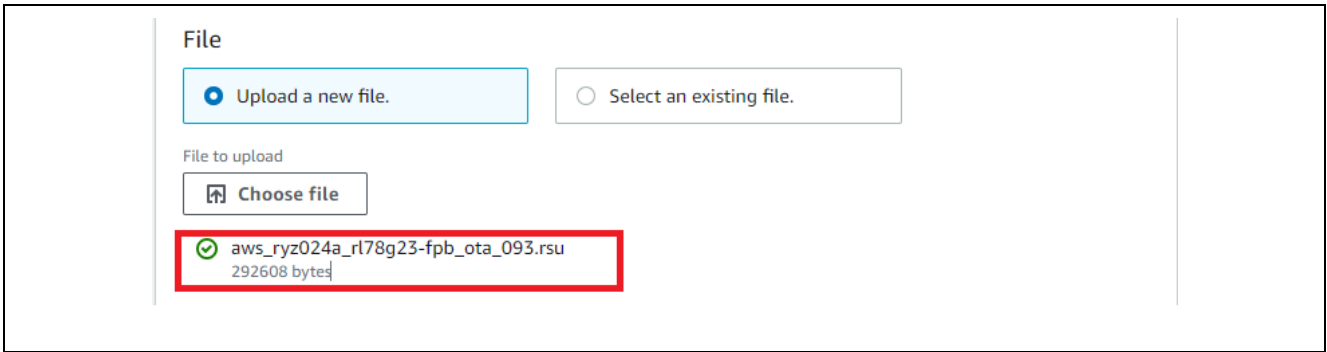 File
Upload a new file.
Select an existing file.
File to upload
Choose file
aws_ryz024a_rl78g23-fpb_ota_093.rsu
292608 bytes